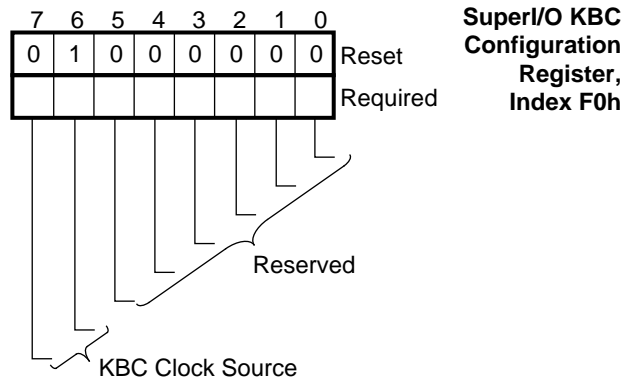 7 6 5 4 3 2 1 0
0 1 0 0 0 0 0 0 Reset
Required
SuperI/O KBC
Configuration
Register,
Index F0h
Reserved
KBC Clock Source